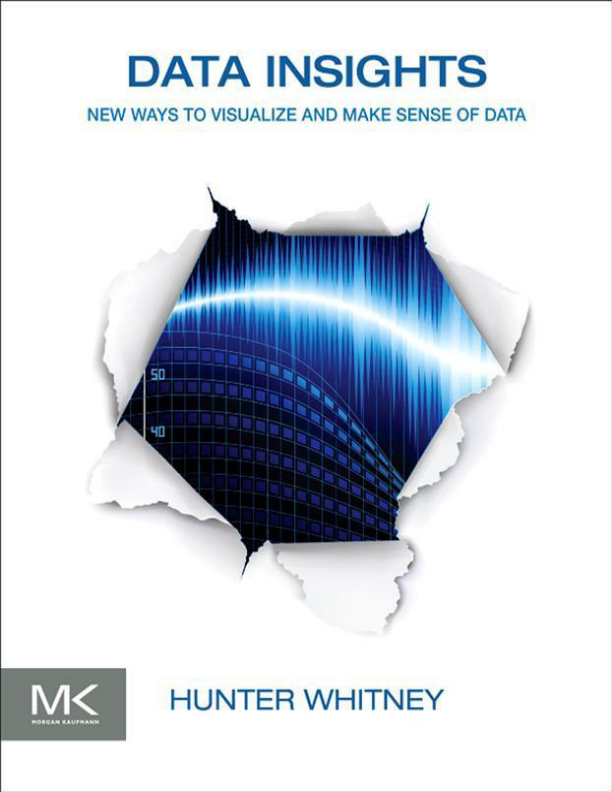 DATA INSIGHTS
NEW WAYS TO VISUALIZE AND MAKE SENSE OF DATA
50
40
MK
MORGAN KAUFMANN
HUNTER WHITNEY